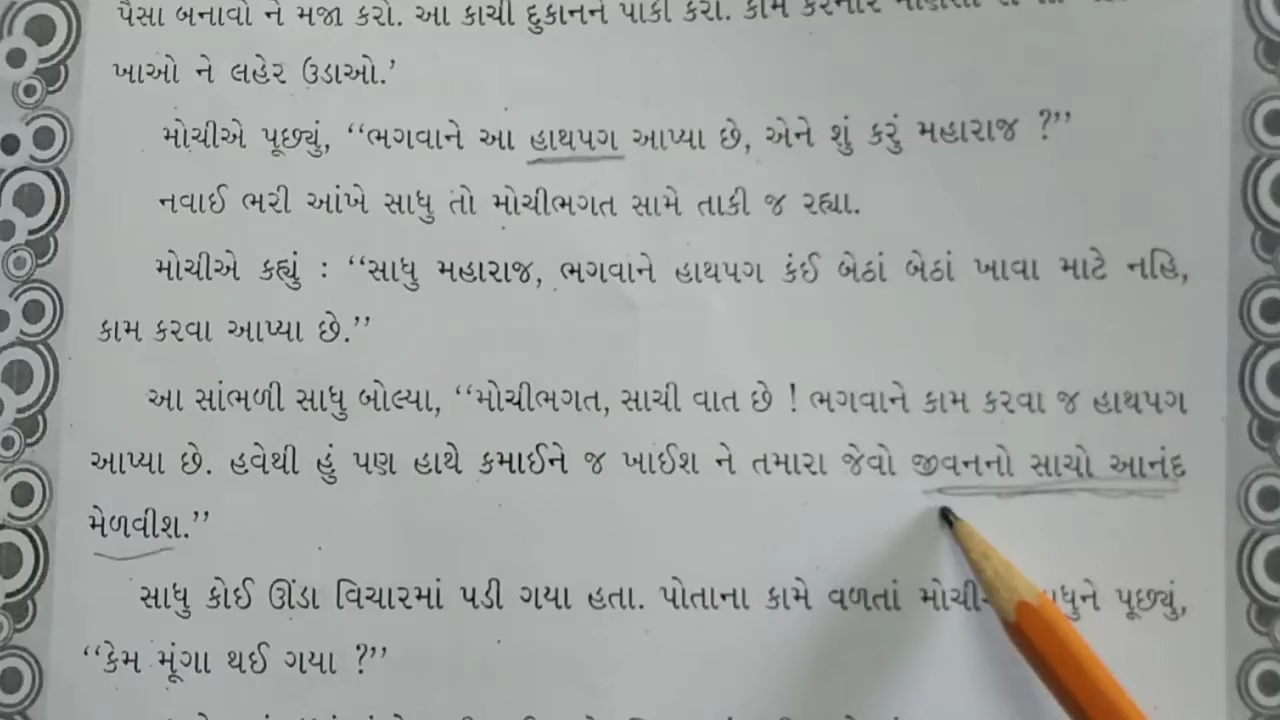 પૈસા બનાવો ને મજા કરો. આ કાચી દુકાનને પાકી કરો. કામ કરનાર
ખાઓ ને લહેર ઉડાઓ.’
મોચીએ પૂછ્યું, “ભગવાને આ હાથપગ આપ્યા છે, એને શું કરું મહારાજ ?”
નવાઈ ભરી આંખે સાધુ તો મોચીભગત સામે તાકી જ રહ્યા.
મોચીએ કહ્યું : “સાધુ મહારાજ, ભગવાને હાથપગ કંઈ બેઠાં બેઠાં ખાવા માટે નહિ,
કામ કરવા આપ્યા છે.”
આ સાંભળી સાધુ બોલ્યા, “મોચીભગત, સાચી વાત છે ! ભગવાને કામ કરવા જ હાથપગ
આપ્યા છે. હવેથી હું પણ હાથે કમાઈને જ ખાઈશ ને તમારા જેવો જીવનનો સાચો આનંદ
મેળવીશ.”
સાધુ કોઈ ઊંડા વિચારમાં પડી ગયા હતા. પોતાના કામે વળતાં પૂછ્યું,
“કેમ મૂંગા થઈ ગયા ?”